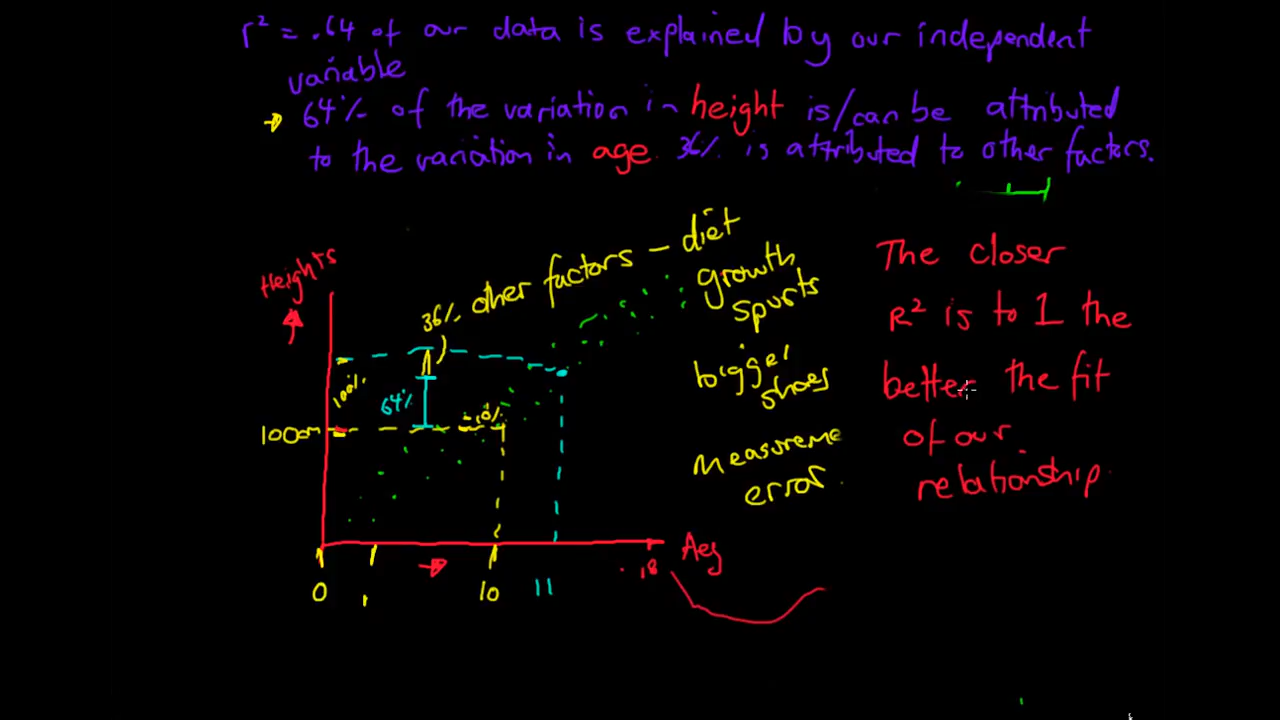 r² = .64 of our data is explained by our independent
variable
64% of the variation in height is/can be attributed
to the variation in age. 36% is attributed to other factors.
Heights
36% other factors - diet
growth
spurts
bigger
shoes
measureme
error
100%
64%
100cm
0
1
10
11
18
Aeg
The closer
R² is to 1 the
better the fit
of our
relationship